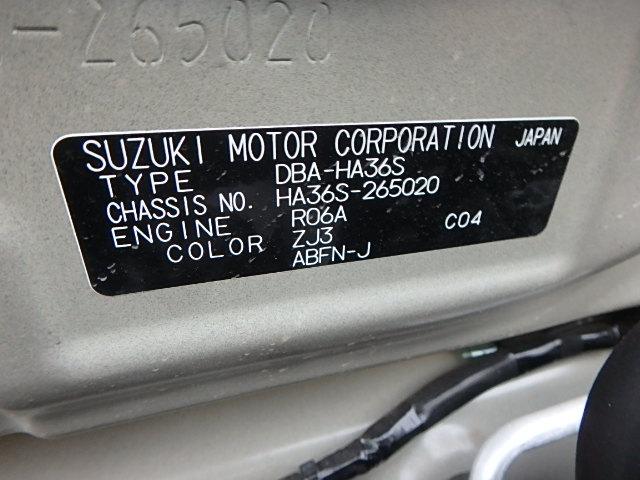 -265020
SUZUKI MOTOR CORPORATION JAPAN
TYPE DBA-HA36S
CHASSIS NO. HA36S-265020
ENGINE R06A C04
COLOR ZJ3
ABFN-J